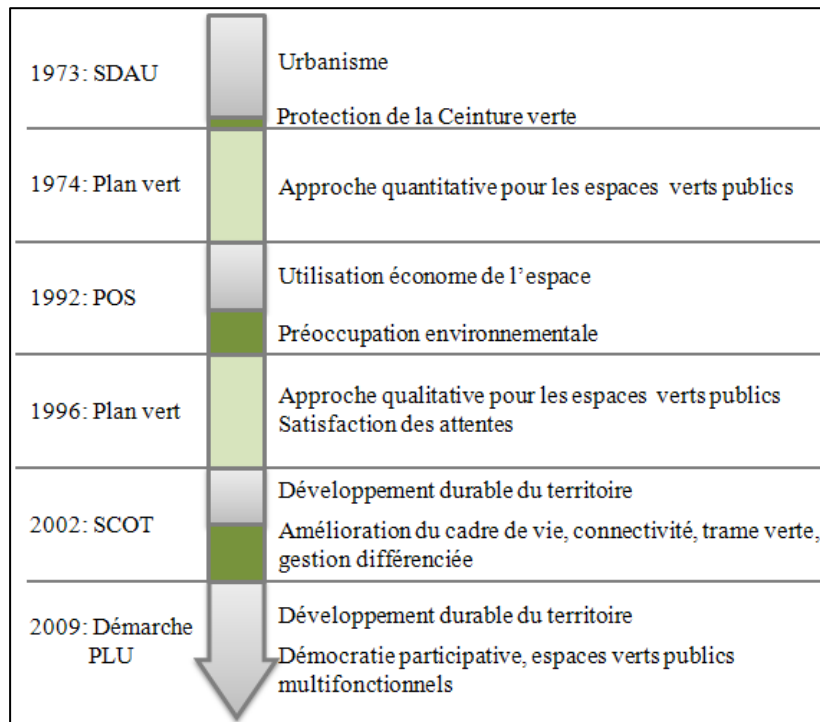 1973: SDAU
Urbanisme
Protection de la Ceinture verte
1974: Plan vert
Approche quantitative pour les espaces verts publics
1992: POS
Utilisation économe de l'espace
Préoccupation environnementale
1996: Plan vert
Approche qualitative pour les espaces verts publics
Satisfaction des attentes
2002: SCOT
Développement durable du territoire
Amélioration du cadre de vie, connectivité, trame verte,
gestion différenciée
2009: Démarche
PLU
Développement durable du territoire
Démocratie participative, espaces verts publics
multifonctionnels